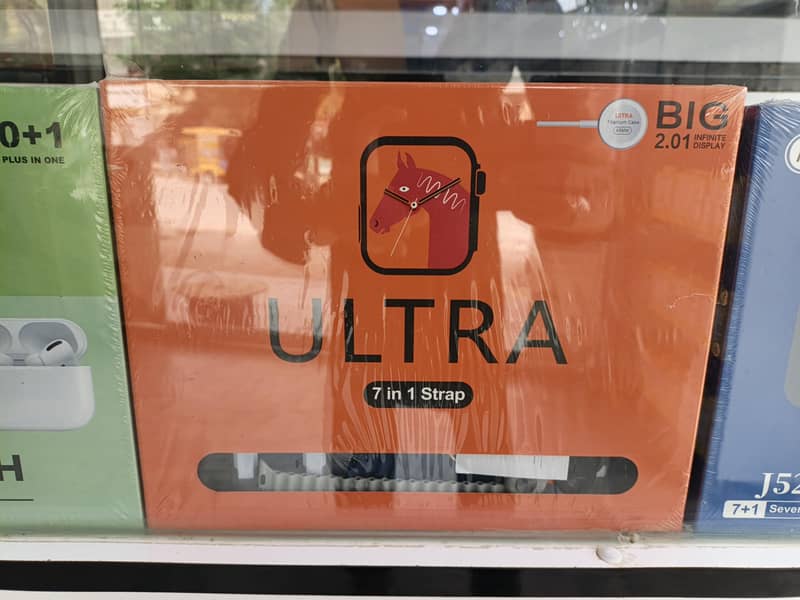 0+1
PLUS IN ONE
H
ULTRA
Titanium Case
BIG
2.01 INFINITE
DISPLAY
ULTRA
7 in 1 Strap
J52
7+1 Seven